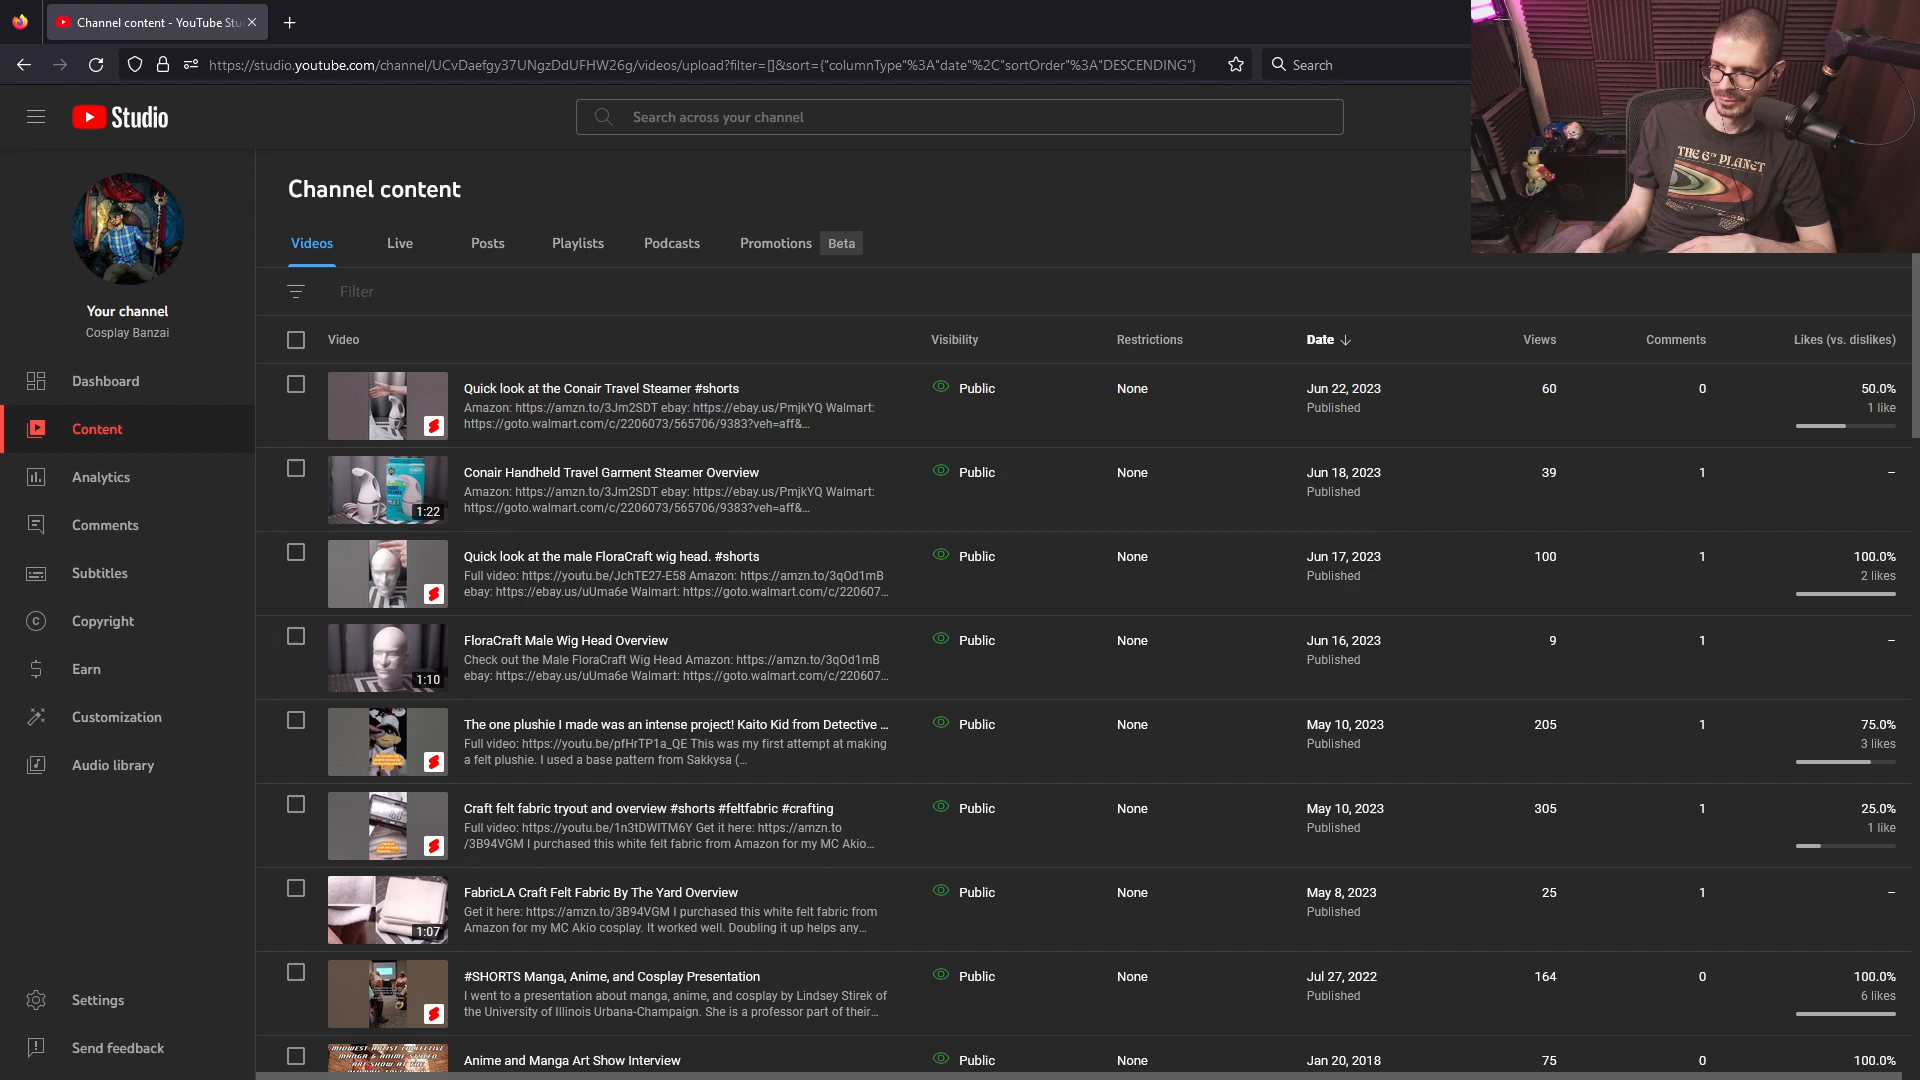 Channel content - YouTube Stu
https://studio.youtube.com/channel/UCvDaefgy37UNgzDdUFHW26g/videos/upload?filter=[]&sort={"columnType"%3A"date"%2C"sortOrder"%3A"DESCENDING"}
Search
Studio
Search across your channel
THE 6TH PLANET
Your channel
Cosplay Banzai
Dashboard
Content
Analytics
Comments
Subtitles
Copyright
Earn
Customization
Audio library
Settings
Send feedback
Channel content
Videos Live Posts Playlists Podcasts Promotions Beta
Filter
Video Visibility Restrictions Date Views Comments Likes (vs. dislikes)
Quick look at the Conair Travel Steamer #shorts Public None Jun 22, 2023 60 0 50.0%
Amazon: https://amzn.to/3Jm2SDT ebay: https://ebay.us/PmjkYQ Walmart: Published 1 like
https://goto.walmart.com/c/2206073/565706/9383?veh=aff&...
Conair Handheld Travel Garment Steamer Overview Public None Jun 18, 2023 39 1 –
Amazon: https://amzn.to/3Jm2SDT ebay: https://ebay.us/PmjkYQ Walmart: Published
1:22 https://goto.walmart.com/c/2206073/565706/9383?veh=aff&...
Quick look at the male FloraCraft wig head. #shorts Public None Jun 17, 2023 100 1 100.0%
Full video: https://youtu.be/JchTE27-E58 Amazon: https://amzn.to/3qOd1mB Published 2 likes
ebay: https://ebay.us/uUma6e Walmart: https://goto.walmart.com/c/220607...
FloraCraft Male Wig Head Overview Public None Jun 16, 2023 9 1 –
Check out the Male FloraCraft Wig Head Amazon: https://amzn.to/3qOd1mB Published
1:10 ebay: https://ebay.us/uUma6e Walmart: https://goto.walmart.com/c/220607...
The one plushie I made was an intense project! Kaito Kid from Detective ... Public None May 10, 2023 205 1 75.0%
Full video: https://youtu.be/pfHrTP1a_QE This was my first attempt at making Published 3 likes
a felt plushie. I used a base pattern from Sakkysa (...
Craft felt fabric tryout and overview #shorts #feltfabric #crafting Public None May 10, 2023 305 1 25.0%
Full video: https://youtu.be/1n3tDWITM6Y Get it here: https://amzn.to Published 1 like
/3B94VGM I purchased this white felt fabric from Amazon for my MC Akio...
FabricLA Craft Felt Fabric By The Yard Overview Public None May 8, 2023 25 1 –
Get it here: https://amzn.to/3B94VGM I purchased this white felt fabric from Published
1:07 Amazon for my MC Akio cosplay. It worked well. Doubling it up helps any...
#SHORTS Manga, Anime, and Cosplay Presentation Public None Jul 27, 2022 164 0 100.0%
I went to a presentation about manga, anime, and cosplay by Lindsey Stirek of Published 6 likes
the University of Illinois Urbana-Champaign. She is a professor part of their...
MIDWEST ARTIST COLLECTIVE
MANGA & ANIME STYLED
Anime and Manga Art Show Interview Public None Jan 20, 2018 75 0 100.0%